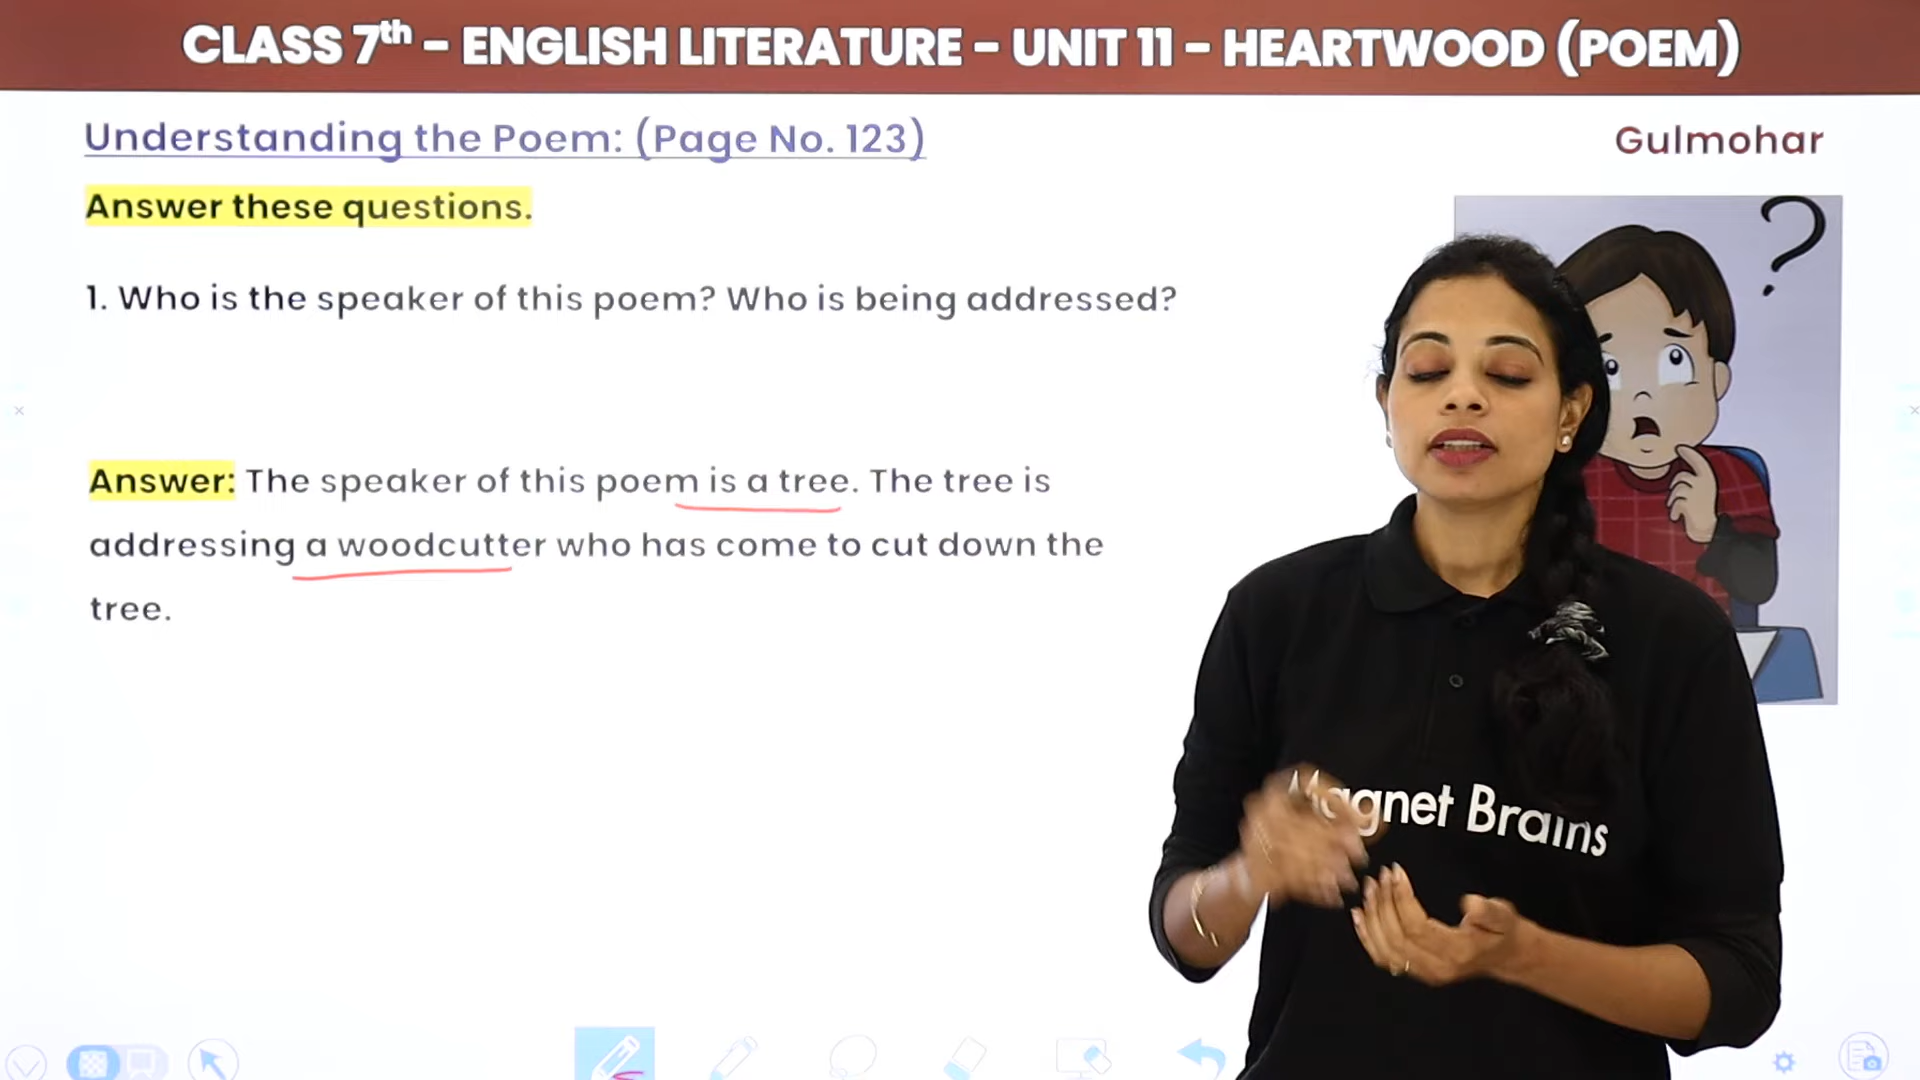 CLASS 7th – ENGLISH LITERATURE – UNIT 11 – HEARTWOOD (POEM)
Understanding the Poem: (Page No. 123)
Gulmohar
Answer these questions.
?
1. Who is the speaker of this poem? Who is being addressed?
Answer: The speaker of this poem is a tree. The tree is
addressing a woodcutter who has come to cut down the
tree.
Magnet Brains